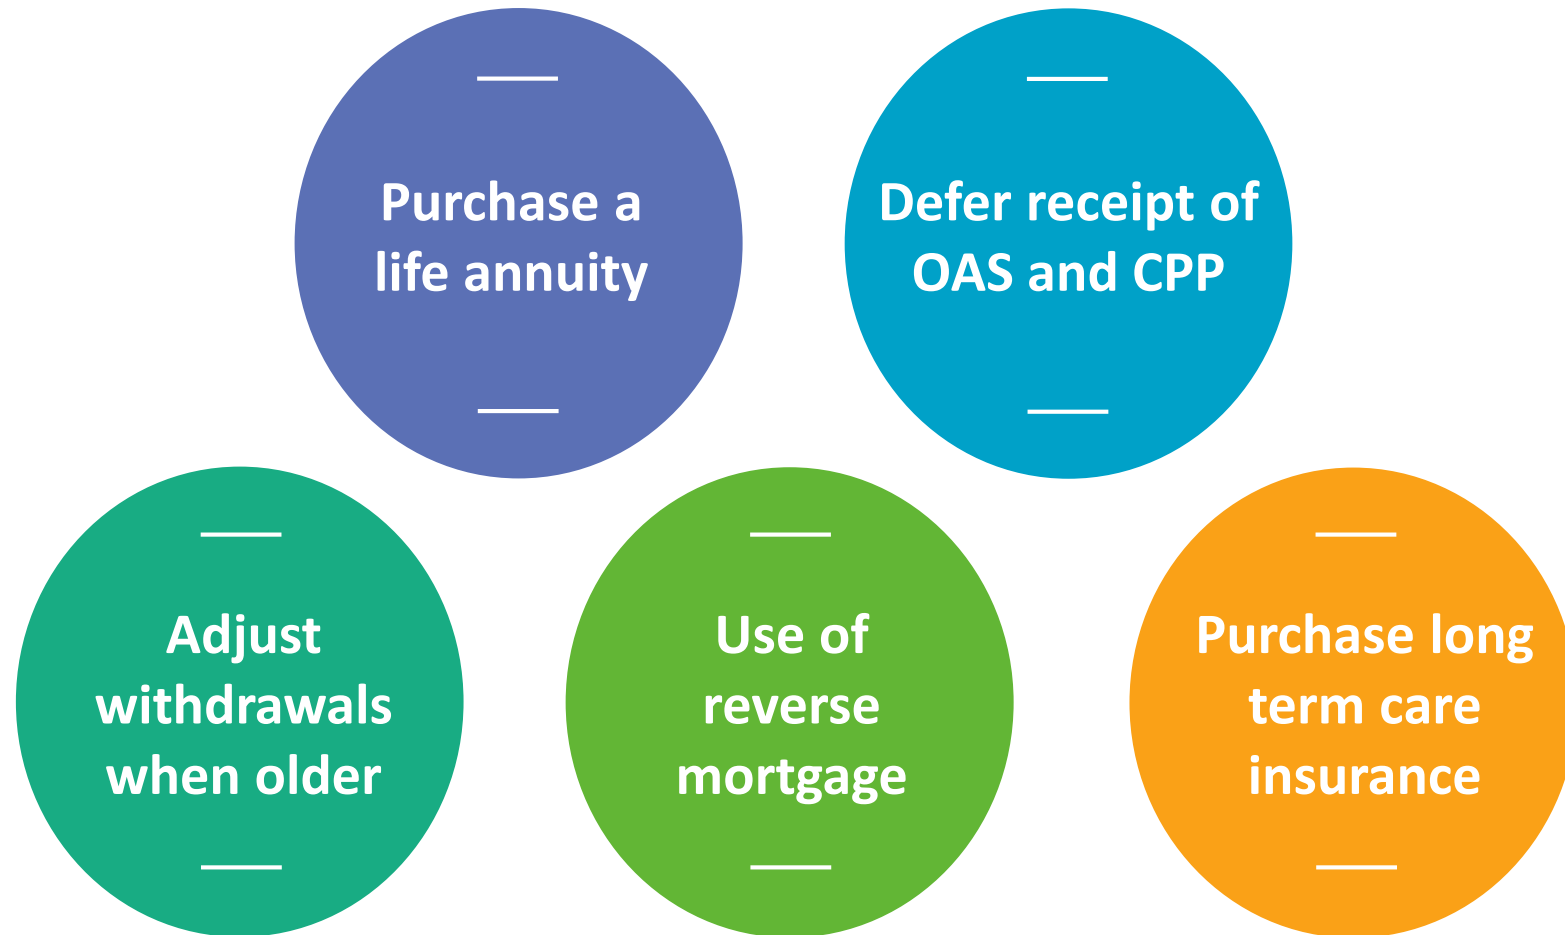 Purchase a
life annuity
Defer receipt of
OAS and CPP
Adjust
withdrawals
when older
Use of
reverse
mortgage
Purchase long
term care
insurance